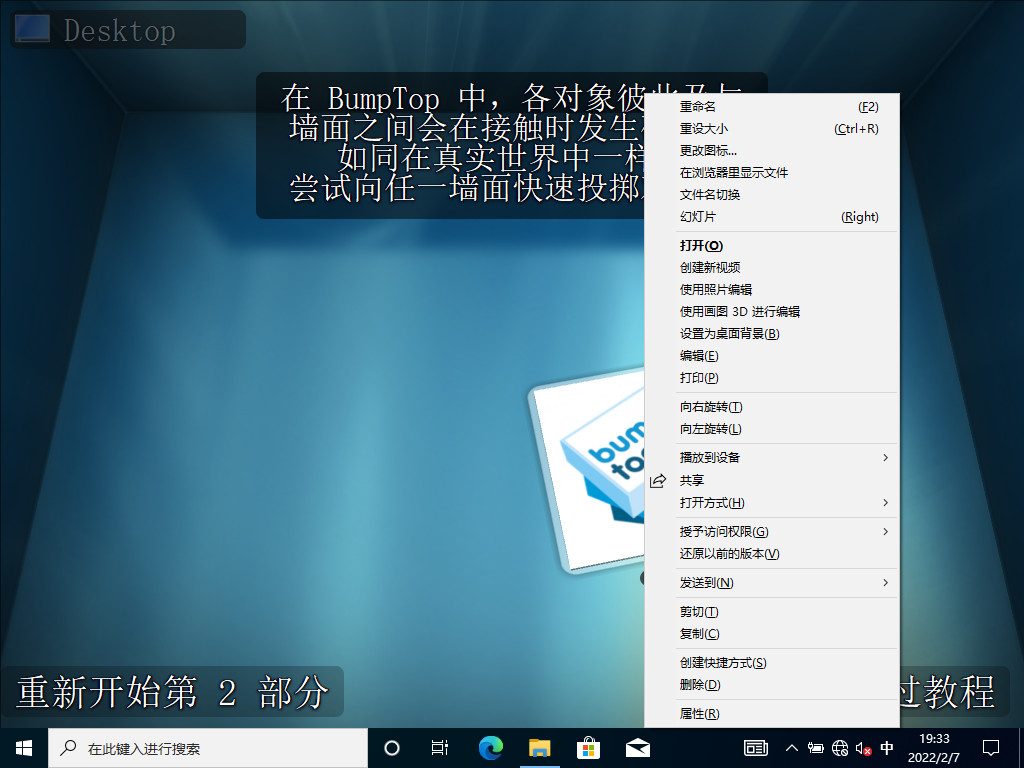 Desktop
在 BumpTop 中，各对象彼此及与
墙面之间会在接触时发生
如同在真实世界中一样
尝试向任一墙面快速投掷
bum
to
重命名 (F2)
重设大小 (Ctrl+R)
更改图标...
在浏览器里显示文件
文件名切换
幻灯片 (Right)
打开(O)
创建新视频
使用照片编辑
使用画图 3D 进行编辑
设置为桌面背景(B)
编辑(E)
打印(P)
向右旋转(T)
向左旋转(L)
播放到设备
共享
打开方式(H)
授予访问权限(G)
还原以前的版本(V)
发送到(N)
剪切(T)
复制(C)
创建快捷方式(S)
删除(D)
属性(R)
重新开始第 2 部分
过教程
在此键入进行搜索
中
19:33
2022/2/7